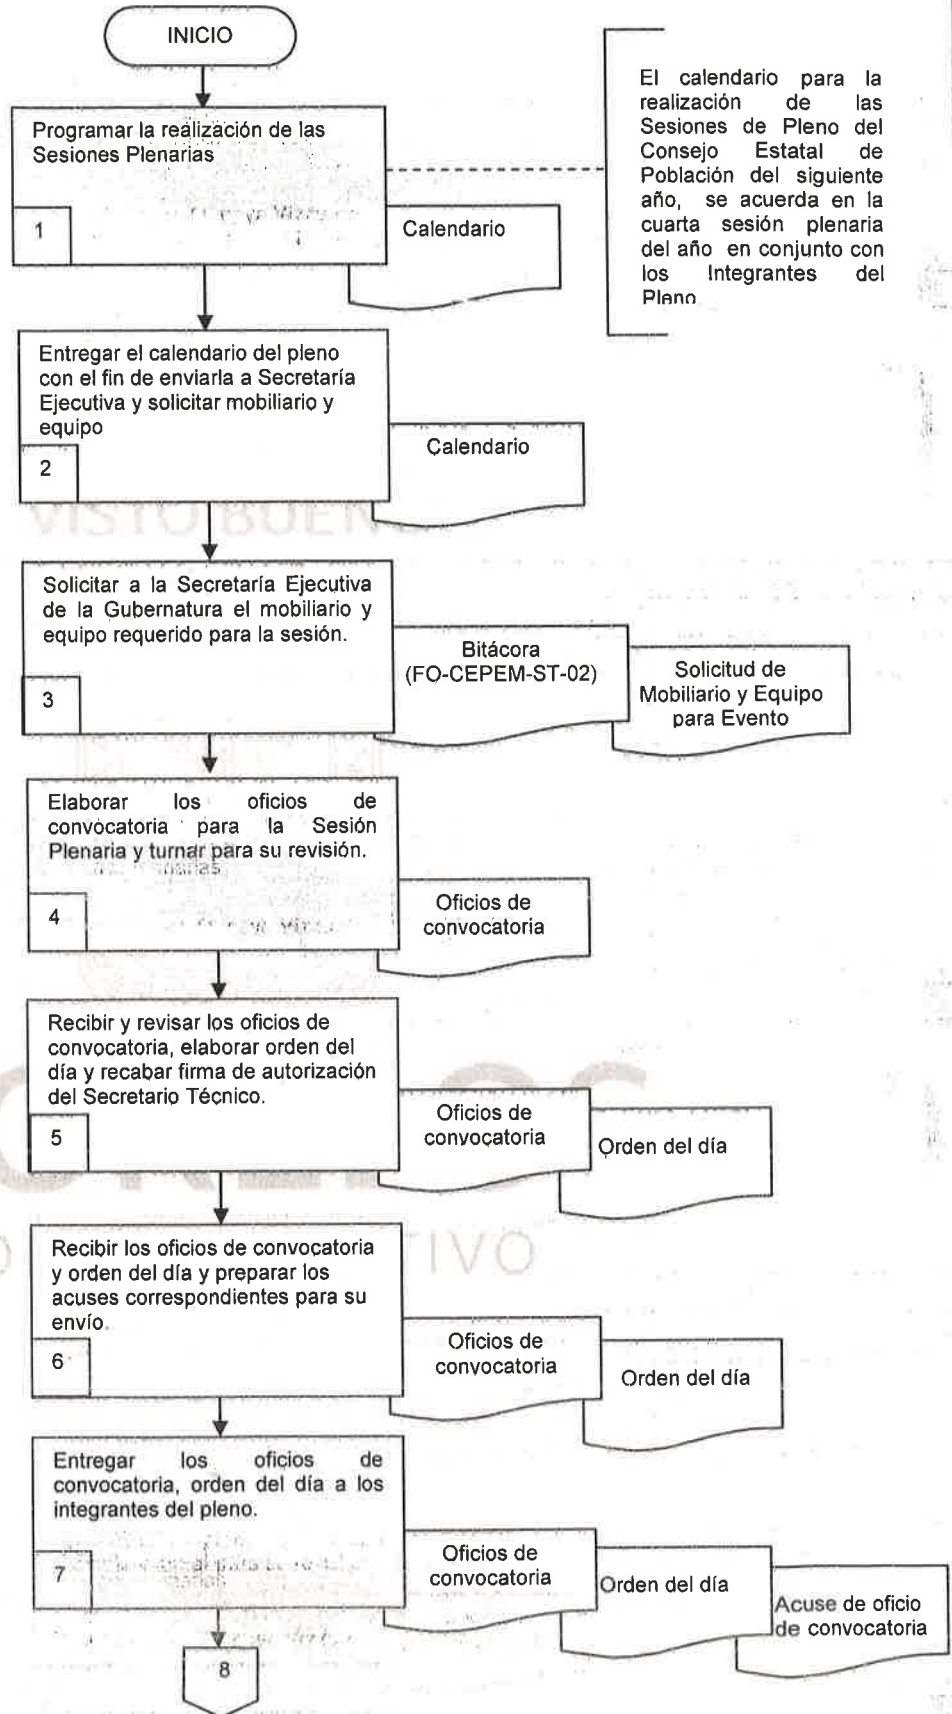 INICIO
El calendario para la
realización de las
Sesiones de Pleno del
Consejo Estatal de
Población del siguiente
año, se acuerda en la
cuarta sesión plenaria
del año en conjunto con
los Integrantes del
Pleno
Programar la realización de las
Sesiones Plenarias
1
Calendario
Entregar el calendario del pleno
con el fin de enviarla a Secretaría
Ejecutiva y solicitar mobiliario y
equipo
2
Calendario
VISTO BUEN
Solicitar a la Secretaría Ejecutiva
de la Gubernatura el mobiliario y
equipo requerido para la sesión.
3
Bitácora
(FO-CEPEM-ST-02)
Solicitud de
Mobiliario y Equipo
para Evento
Elaborar los oficios de
convocatoria para la Sesión
Plenaria y turnar para su revisión.
4
Oficios de
convocatoria
Recibir y revisar los oficios de
convocatoria, elaborar orden del
día y recabar firma de autorización
del Secretario Técnico.
5
Oficios de
convocatoria
Orden del día
Recibir los oficios de convocatoria
y orden del día y preparar los
acuses correspondientes para su
envío.
TIVO
6
Oficios de
convocatoria
Orden del día
Entregar los oficios de
convocatoria, orden del día a los
integrantes del pleno.
7
Oficios de
convocatoria
Orden del día
Acuse de oficio
de convocatoria
8